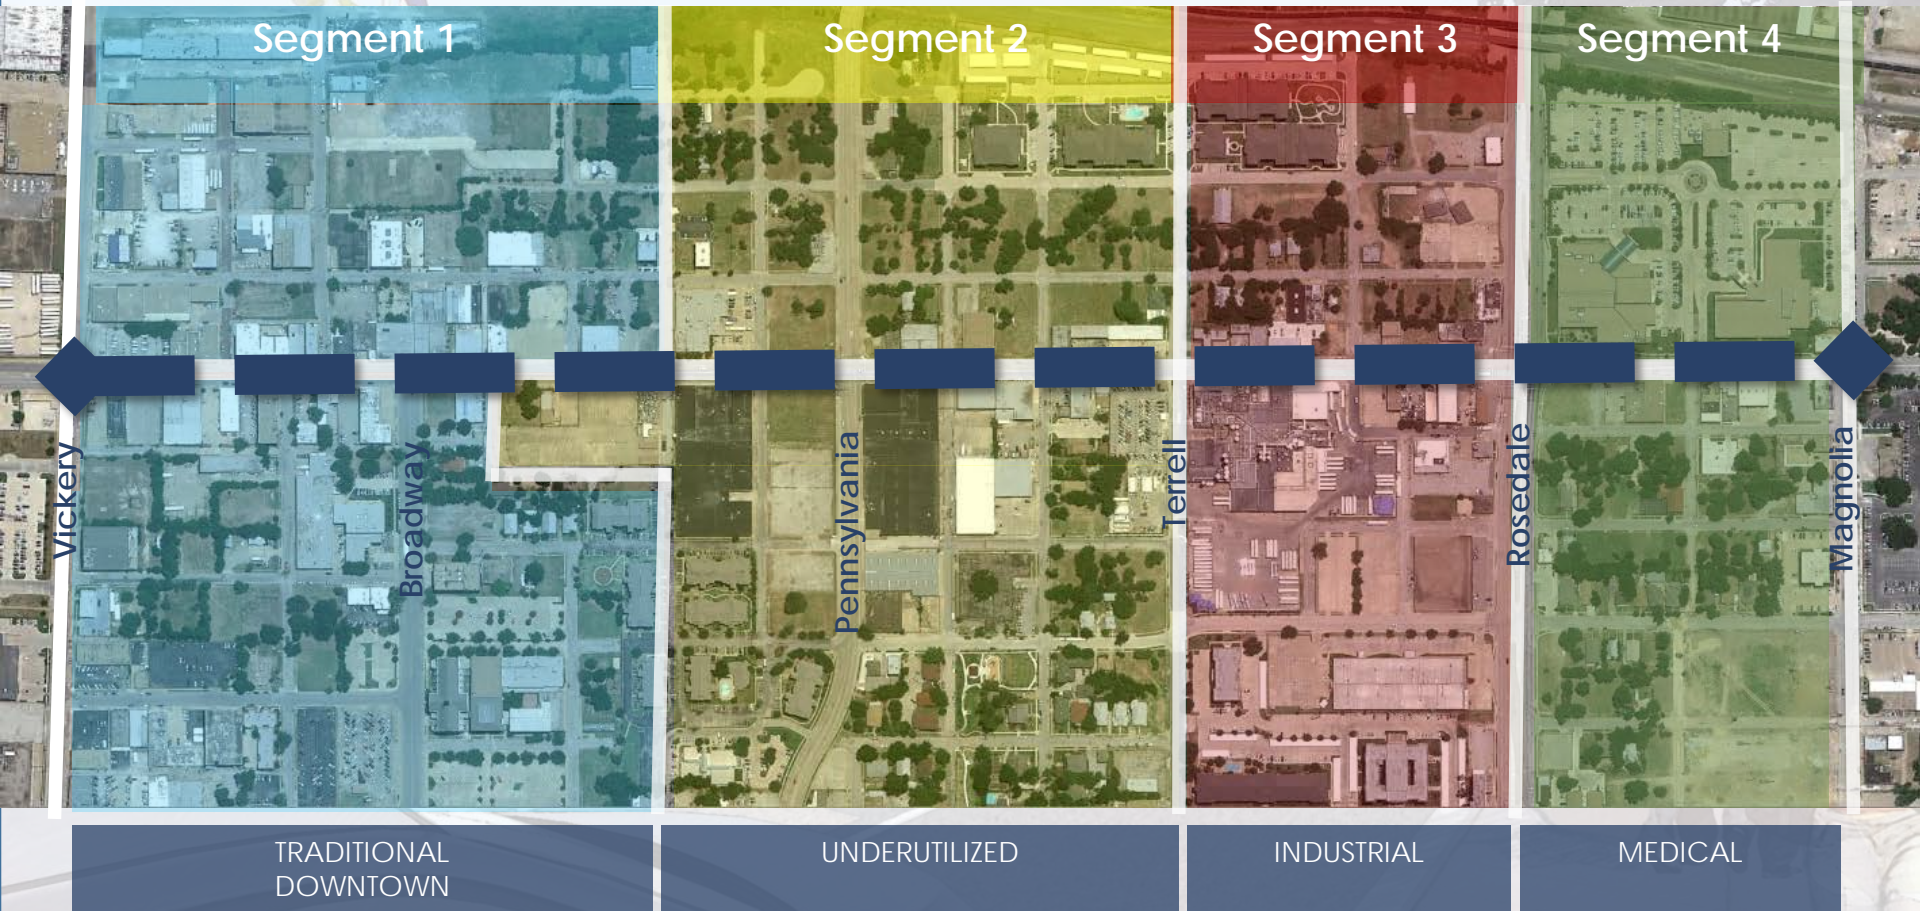 Segment 1
Segment 2
Segment 3
Segment 4
Vickery
Broadway
Pennsylvania
Terrell
Rosedale
Magnolia
TRADITIONAL
DOWNTOWN
UNDERUTILIZED
INDUSTRIAL
MEDICAL